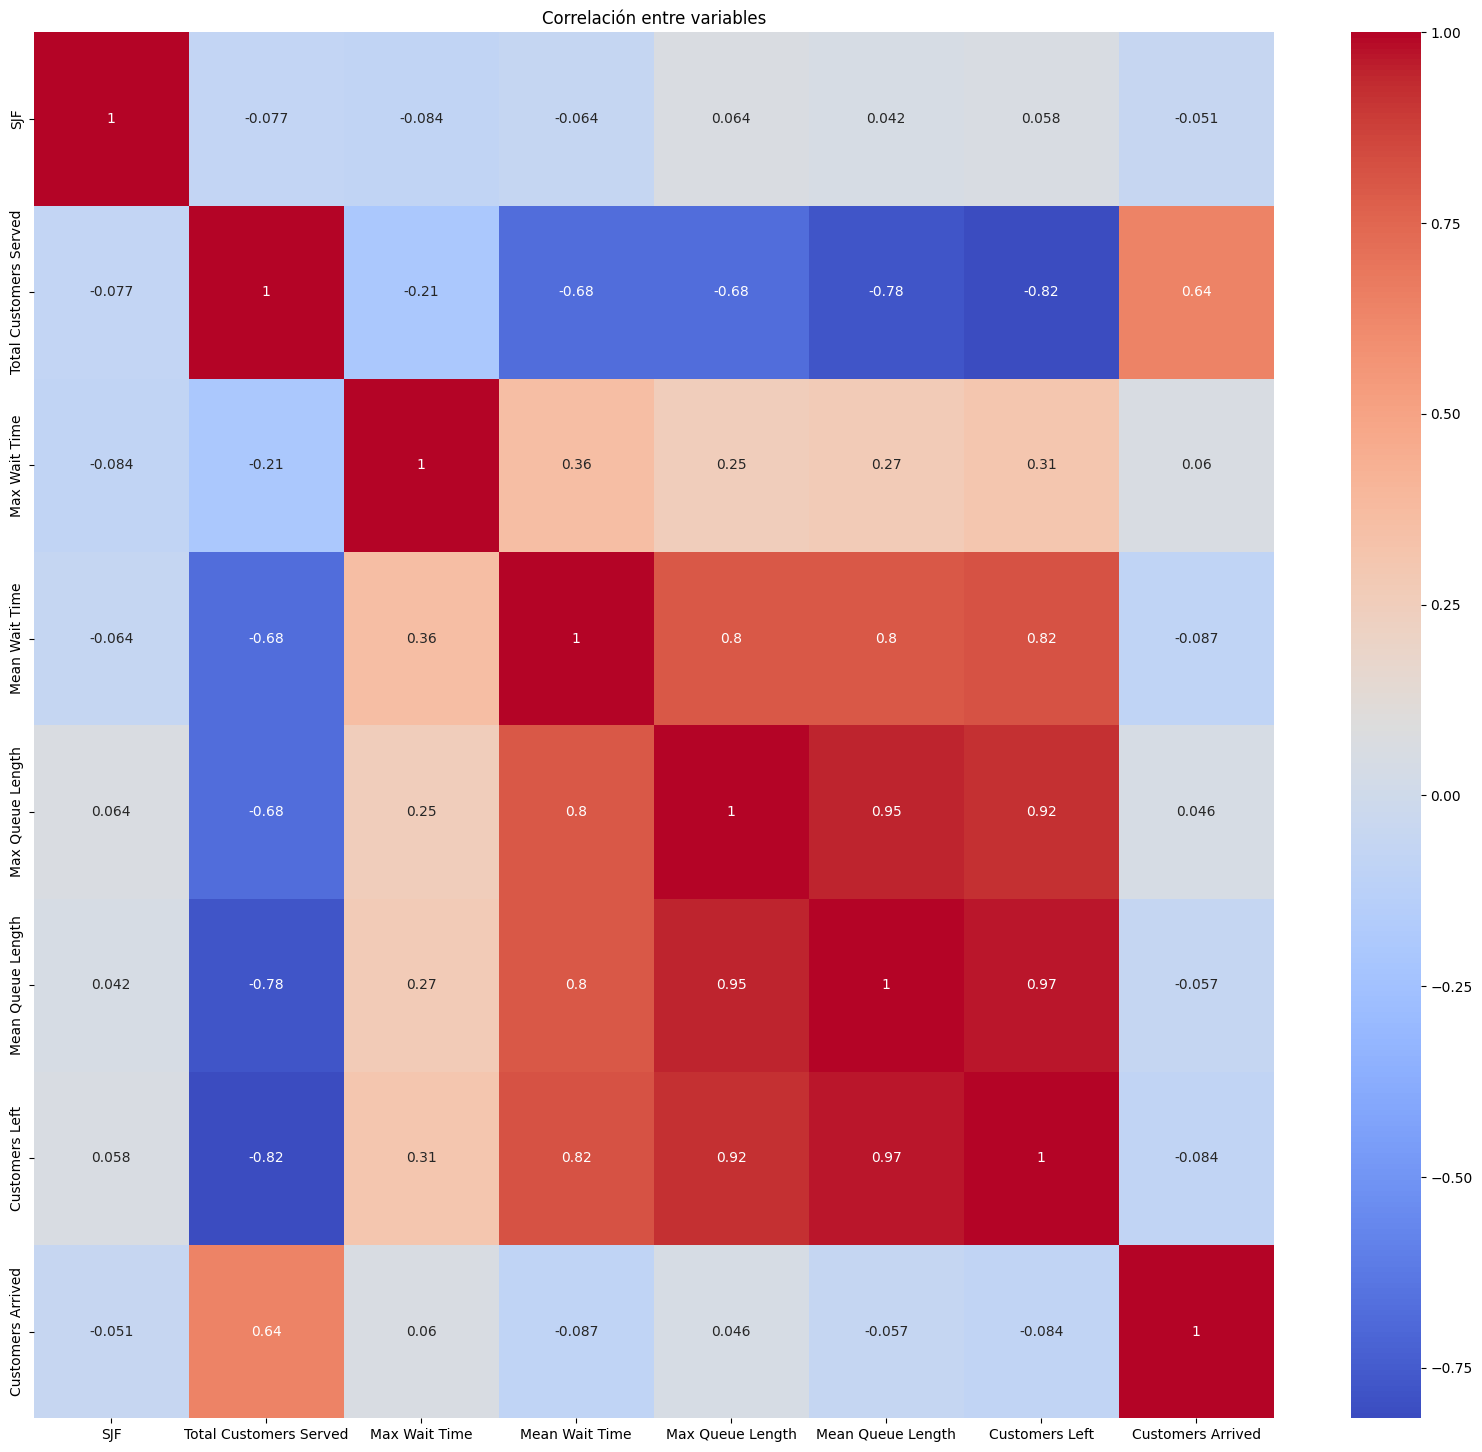 Correlación entre variables
SJF 1 -0.077 -0.084 -0.064 0.064 0.042 0.058 -0.051
Total Customers Served -0.077 1 -0.21 -0.68 -0.68 -0.78 -0.82 0.64
Max Wait Time -0.084 -0.21 1 0.36 0.25 0.27 0.31 0.06
Mean Wait Time -0.064 -0.68 0.36 1 0.8 0.8 0.82 -0.087
Max Queue Length 0.064 -0.68 0.25 0.8 1 0.95 0.92 0.046
Mean Queue Length 0.042 -0.78 0.27 0.8 0.95 1 0.97 -0.057
Customers Left 0.058 -0.82 0.31 0.82 0.92 0.97 1 -0.084
Customers Arrived -0.051 0.64 0.06 -0.087 0.046 -0.057 -0.084 1
SJF Total Customers Served Max Wait Time Mean Wait Time Max Queue Length Mean Queue Length Customers Left Customers Arrived
1.00
0.75
0.50
0.25
0.00
−0.25
−0.50
−0.75